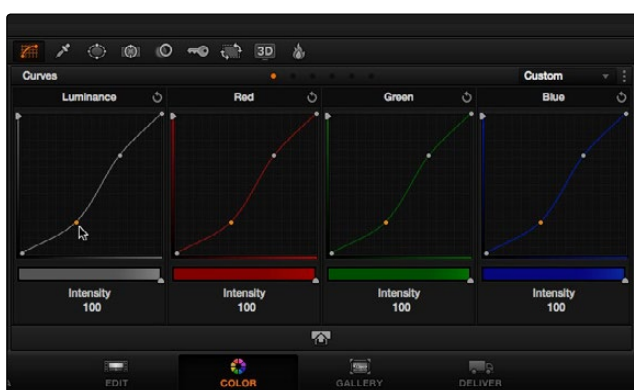 3D
Curves
Custom
Luminance
Red
Green
Blue
Intensity
100
Intensity
100
Intensity
100
Intensity
100
EDIT
COLOR
GALLERY
DELIVER